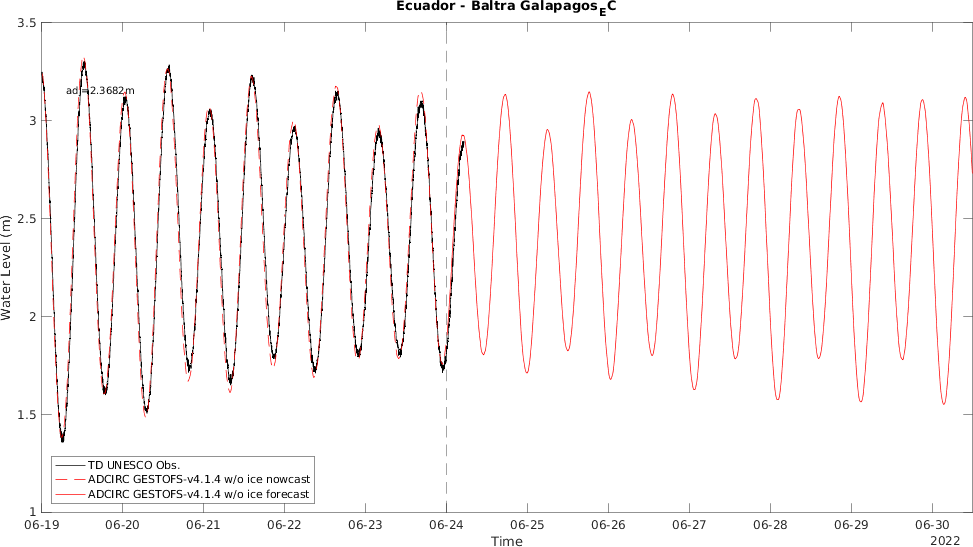 Ecuador - Baltra GalapagosEC
3.5
adj=2.3682m
3
2.5
2
1.5
1
Water Level (m)
TD UNESCO Obs.
ADCIRC GESTOFS-v4.1.4 w/o ice nowcast
ADCIRC GESTOFS-v4.1.4 w/o ice forecast
06-19 06-20 06-21 06-22 06-23 06-24 06-25 06-26 06-27 06-28 06-29 06-30
Time
2022